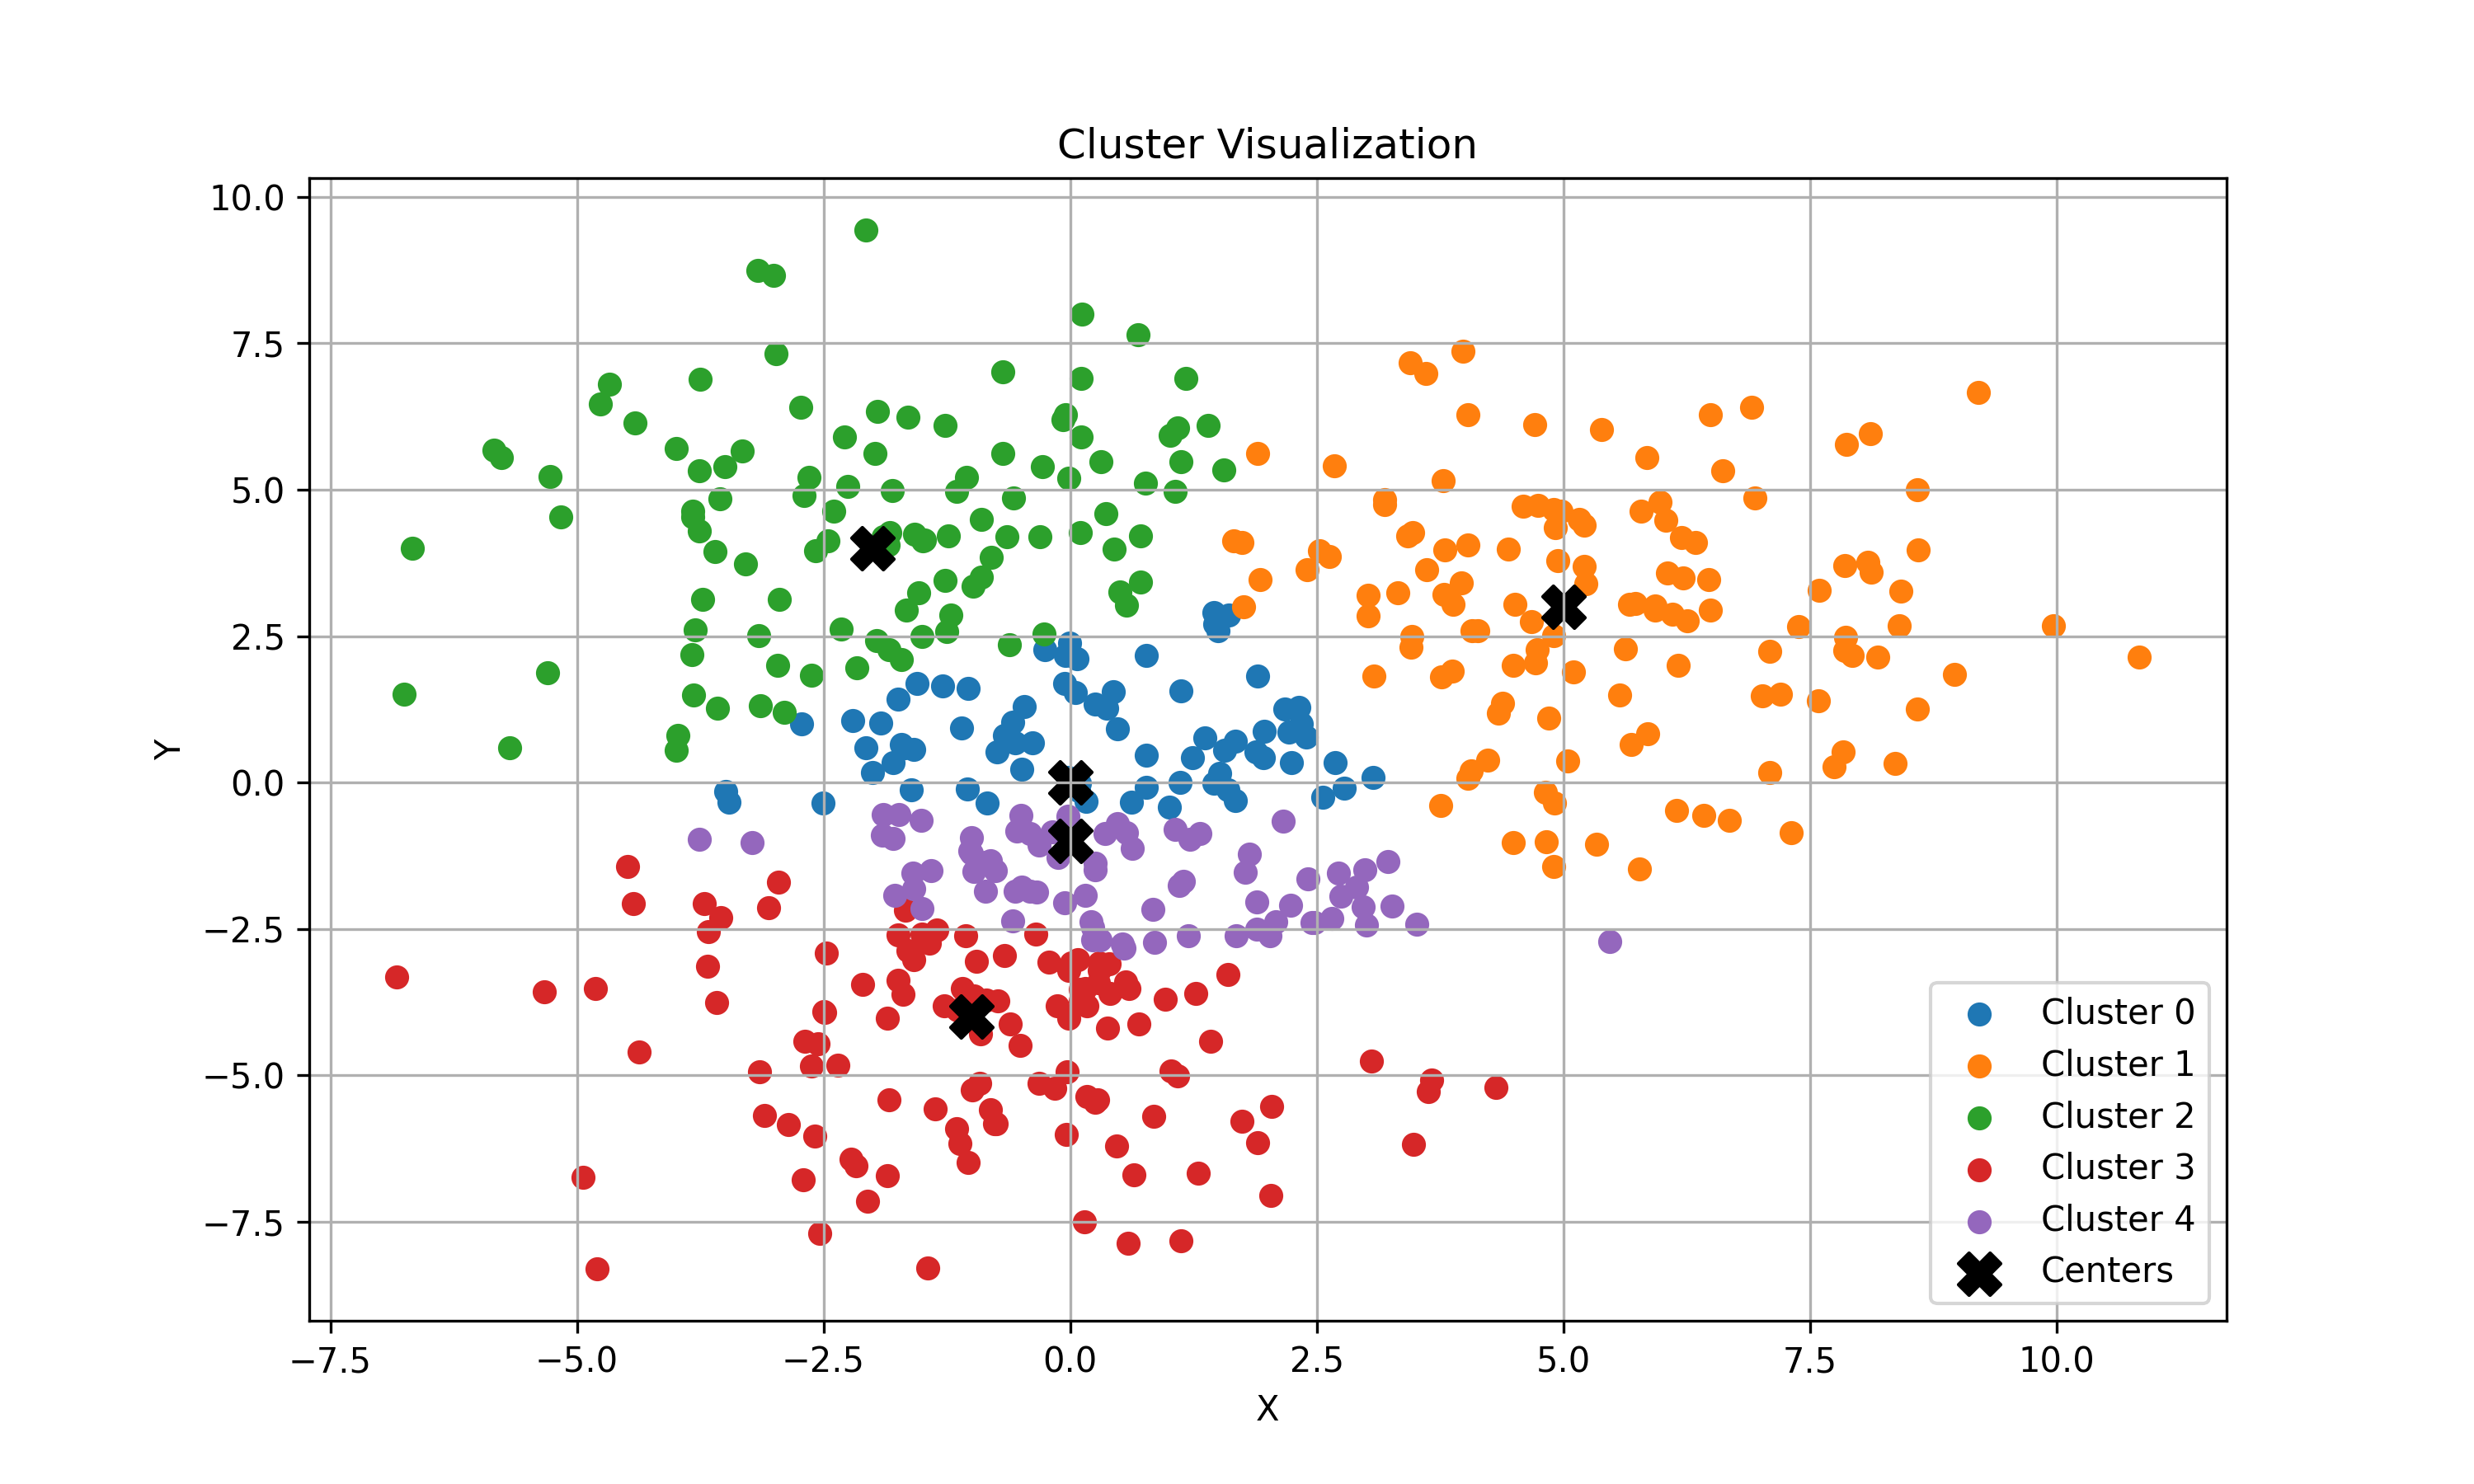 Cluster Visualization
10.0
7.5
5.0
2.5
0.0
−2.5
−5.0
−7.5
Y
−7.5 −5.0 −2.5 0.0 2.5 5.0 7.5 10.0
X
Cluster 0
Cluster 1
Cluster 2
Cluster 3
Cluster 4
Centers